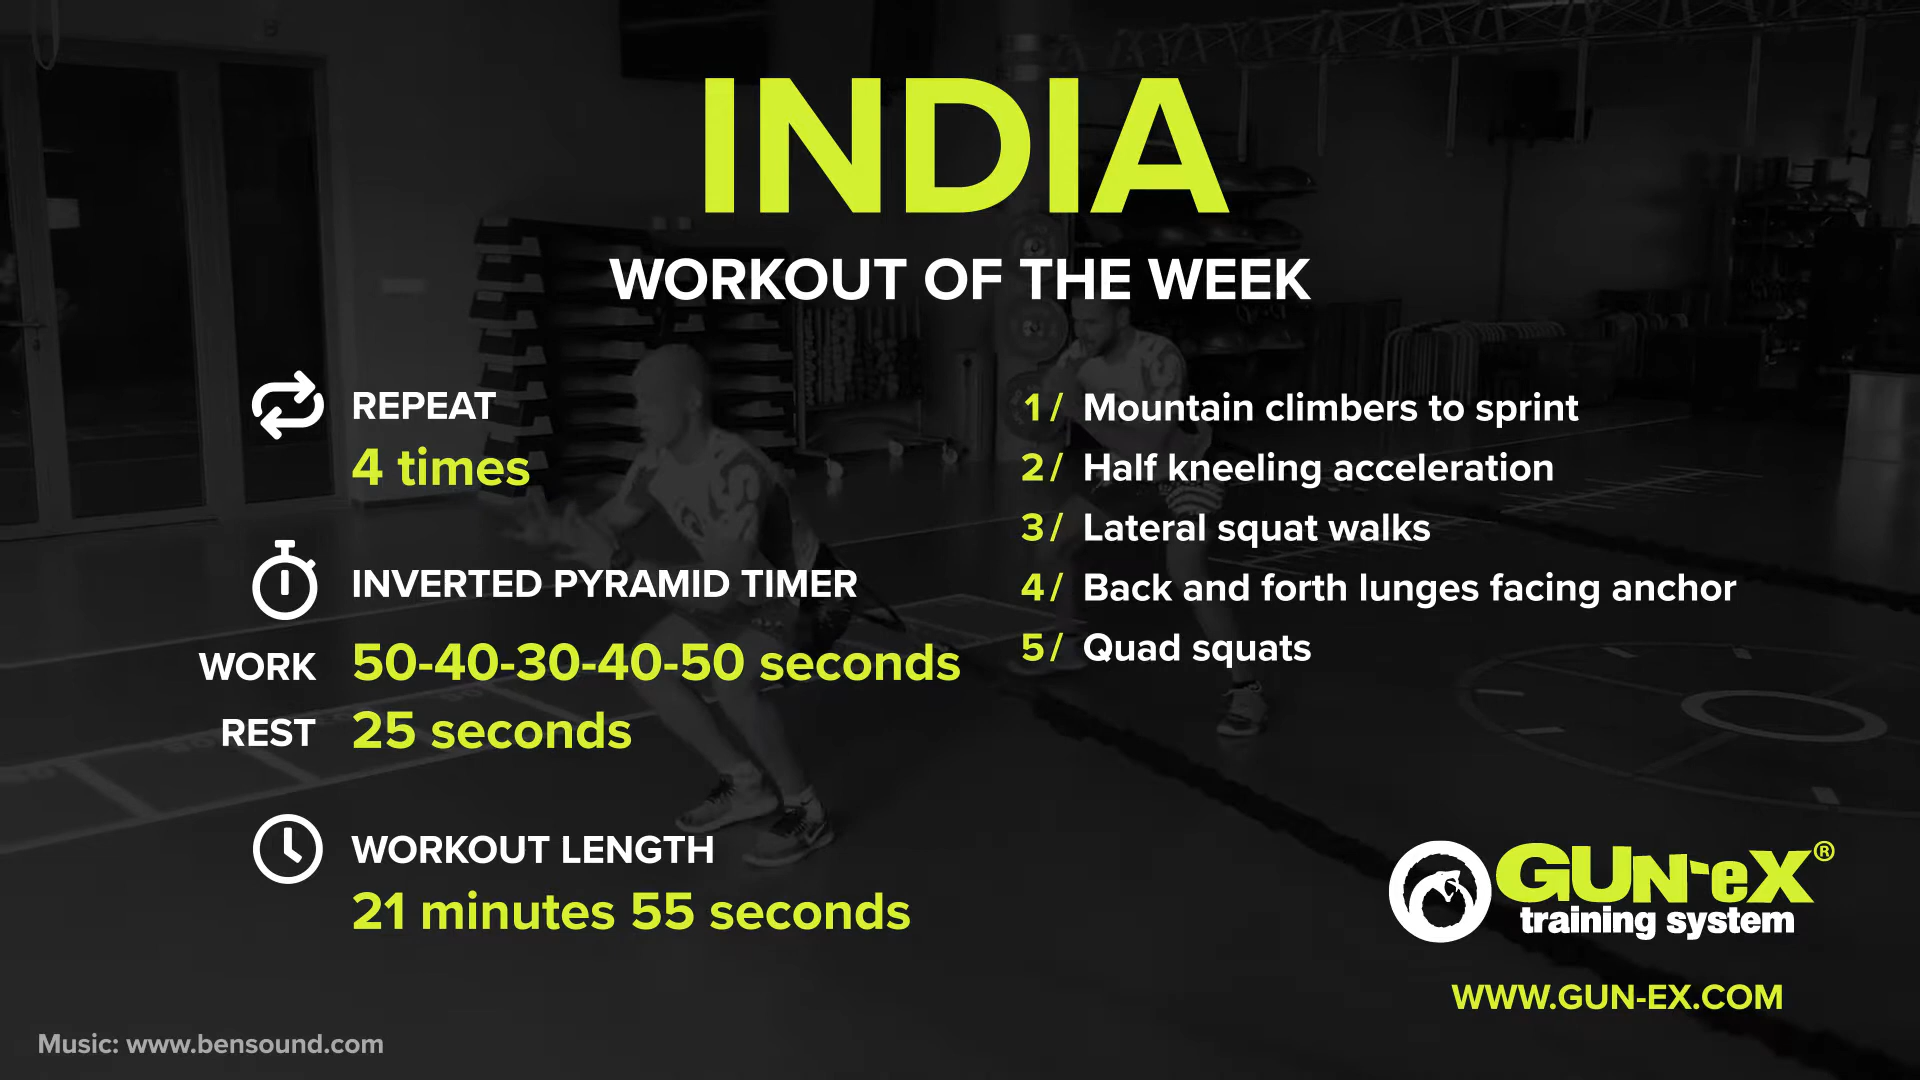 INDIA
WORKOUT OF THE WEEK
REPEAT
4 times
INVERTED PYRAMID TIMER
WORK 50-40-30-40-50 seconds
REST 25 seconds
WORKOUT LENGTH
21 minutes 55 seconds
1/ Mountain climbers to sprint
2/ Half kneeling acceleration
3/ Lateral squat walks
4/ Back and forth lunges facing anchor
5/ Quad squats
GUN-eX®
training system
WWW.GUN-EX.COM
Music: www.bensound.com